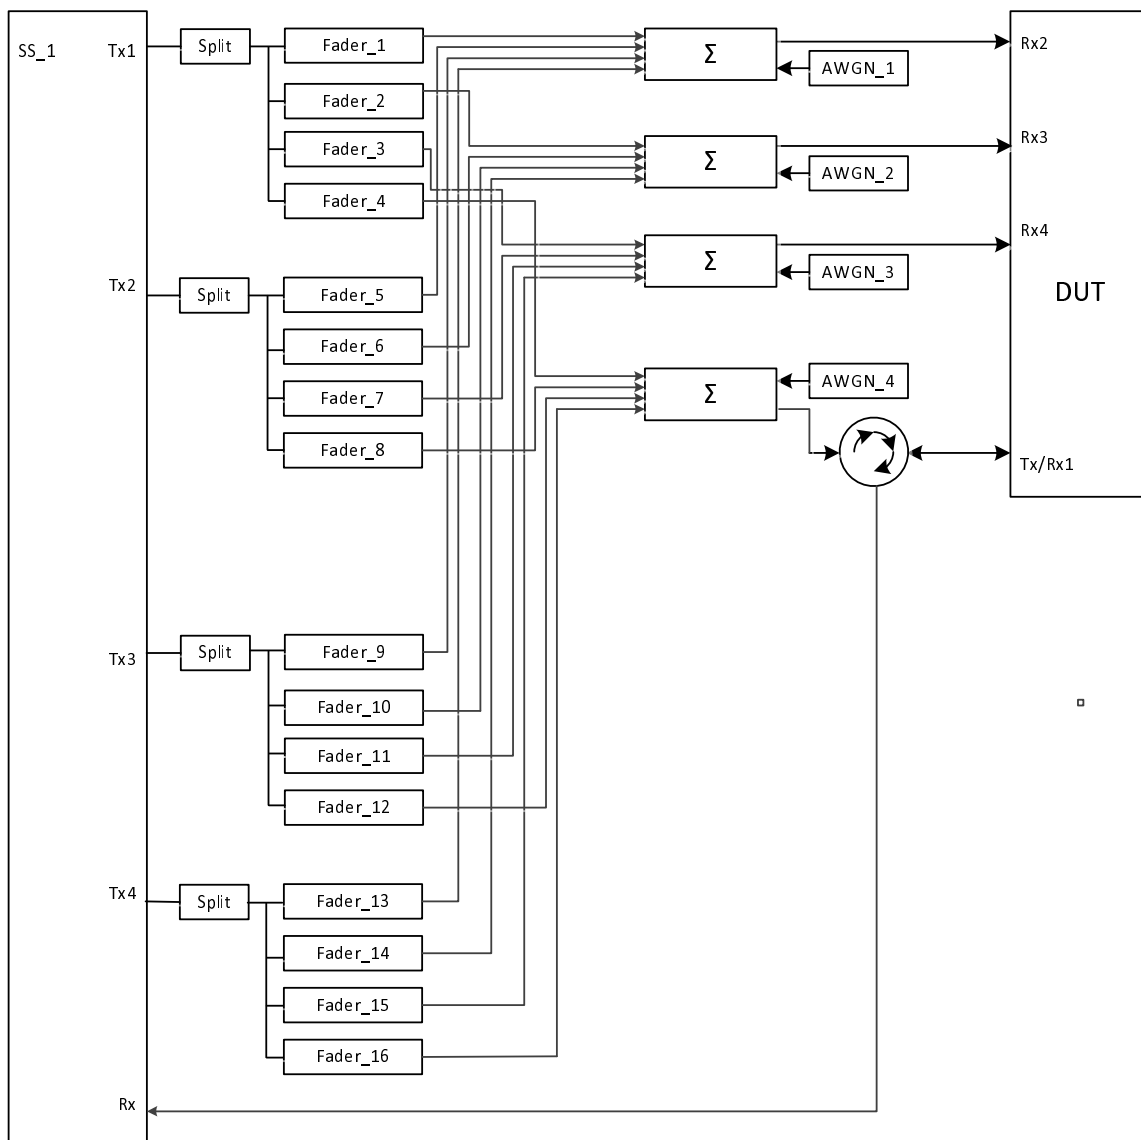 SS_1
Tx1
Split
Fader_1
Σ
Rx2
AWGN_1
Fader_2
Fader_3
Σ
Rx3
AWGN_2
Fader_4
Σ
Rx4
AWGN_3
Tx2
Split
Fader_5
DUT
Fader_6
Fader_7
Σ
AWGN_4
Fader_8
Tx/Rx1
Tx3
Split
Fader_9
Fader_10
Fader_11
Fader_12
Tx4
Split
Fader_13
Fader_14
Fader_15
Fader_16
Rx